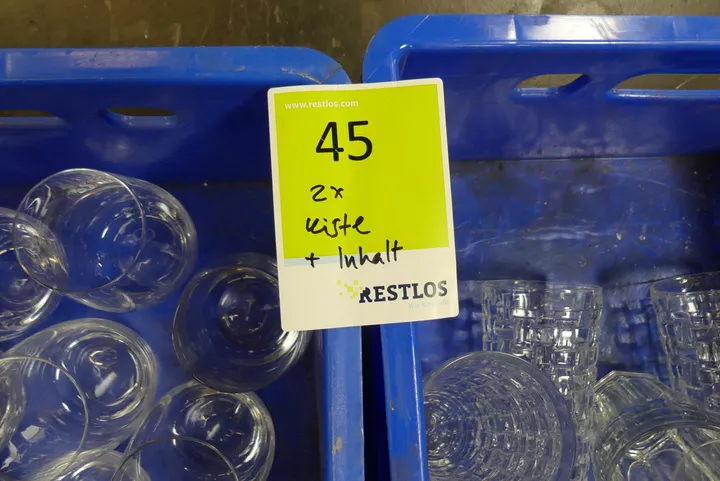 www.restlos.com
45
2x
Kiste
+ Inhalt
RESTLOS